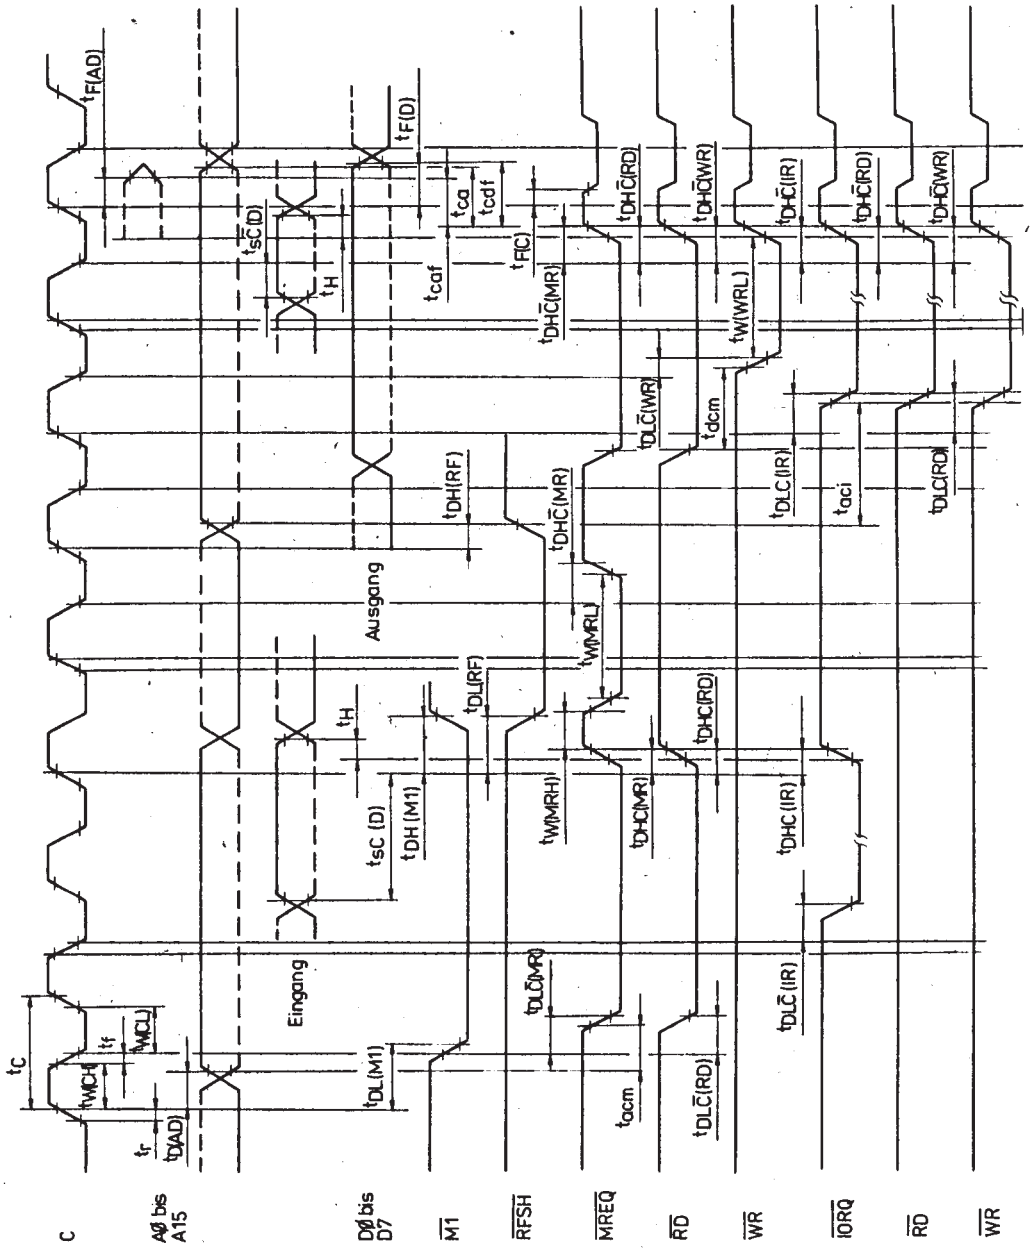 C
AØ bis
A15
DØ bis
D7
M1
RFSH
MREQ
RD
WR
IORQ
RD
WR
tC
tW(CH)
tf
tW(CL)
tr
tD(AD)
tF(AD)
Eingang
Ausgang
tsC(D)
tH
tF(D)
tsC (D)
tH
tDL(M1)
tDH (M1)
tDL(RF)
tDH(RF)
tca
tcdf
tcaf
tF(C)
tDLC̄(MR)
tacm
tW(MRH)
tDHC(MR)
tW(MRL)
tDHC̄(MR
tDHC̄(MR)
tDHC̄(RD)
tDLC̄(RD)
tDHC(RD)
tDLC̄(WR)
tdcm
tW(WRL)
tDHC̄(WR)
tDLC̄(IR)
tDHC(IR)
tDLC(IR)
taci
tDHC̄(IR)
tDLC(RD)
tDHC̄(RD)
tDHC̄(WR)